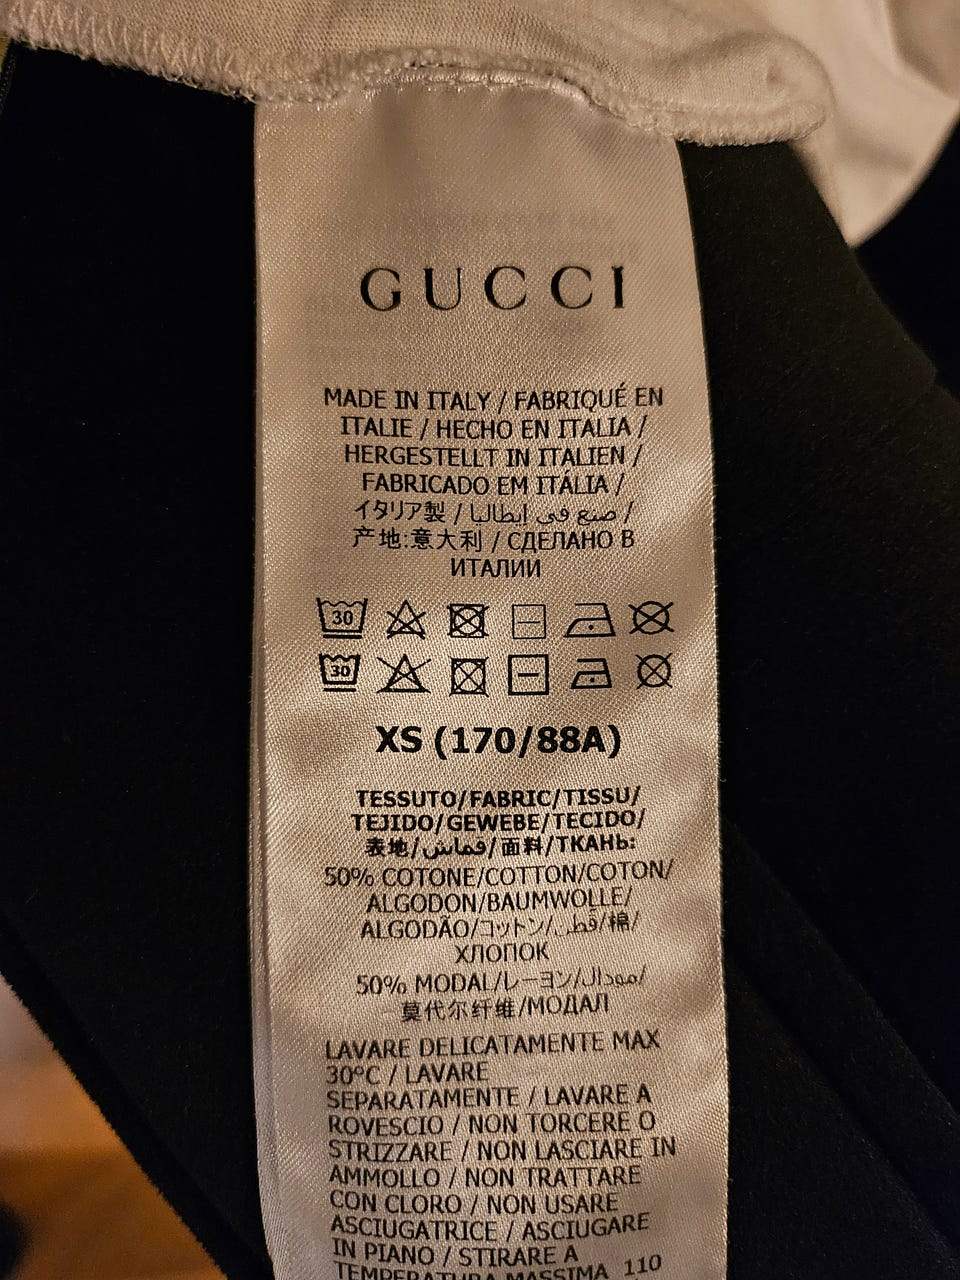 GUCCI
MADE IN ITALY / FABRIQUÉ EN
ITALIE / HECHO EN ITALIA /
HERGESTELLT IN ITALIEN /
FABRICADO EM ITÁLIA /
イタリア製 / صنع في إيطاليا /
产地:意大利 / СДЕЛАНО В
ИТАЛИИ
30
30
XS (170/88A)
TESSUTO/FABRIC/TISSU/
TEJIDO/GEWEBE/TECIDO/
表地/قماش/面料/ТКАНЬ:
50% COTONE/COTTON/COTON/
ALGODON/BAUMWOLLE/
ALGODÃO/コットン/قطن/棉/
ХЛОПОК
50% MODAL/レーヨン/مودال/
莫代尔纤维/МОДАЛ
LAVARE DELICATAMENTE MAX
30°C / LAVARE
SEPARATAMENTE / LAVARE A
ROVESCIO / NON TORCERE O
STRIZZARE / NON LASCIARE IN
AMMOLLO / NON TRATTARE
CON CLORO / NON USARE
ASCIUGATRICE / ASCIUGARE
IN PIANO / STIRARE A
TEMPERATURA MASSIMA 110